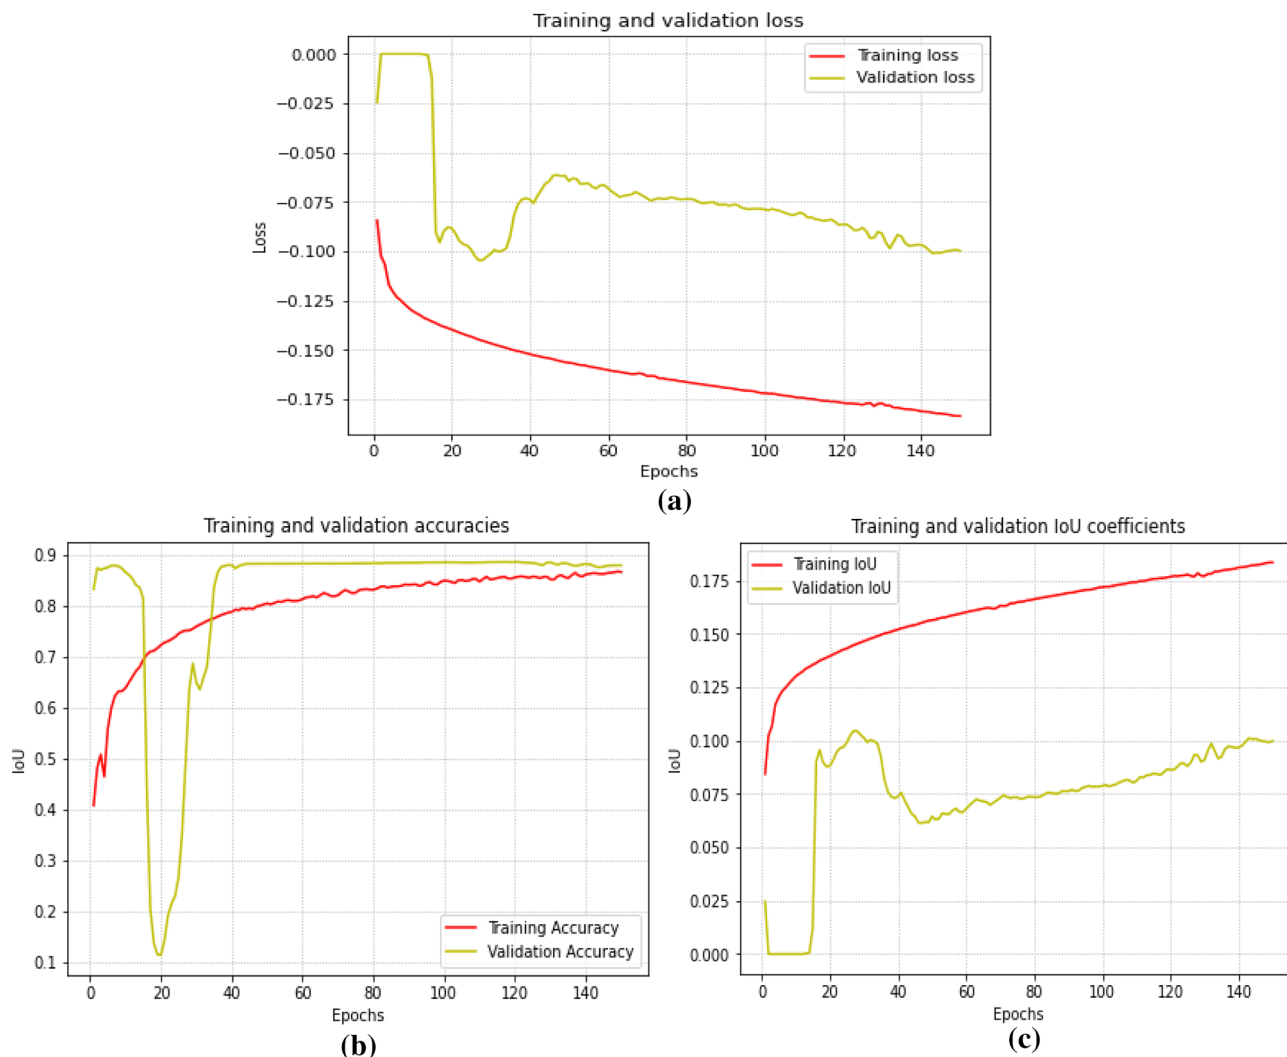 Training and validation loss
0.000
−0.025
−0.050
−0.075
−0.100
−0.125
−0.150
−0.175
Loss
Training loss
Validation loss
0 20 40 60 80 100 120 140
Epochs
(a)
Training and validation accuracies
0.9
0.8
0.7
0.6
0.5
0.4
0.3
0.2
0.1
IoU
Training Accuracy
Validation Accuracy
0 20 40 60 80 100 120 140
Epochs
(b)
Training and validation IoU coefficients
Training IoU
Validation IoU
0.175
0.150
0.125
0.100
0.075
0.050
0.025
0.000
IoU
0 20 40 60 80 100 120 140
Epochs
(c)